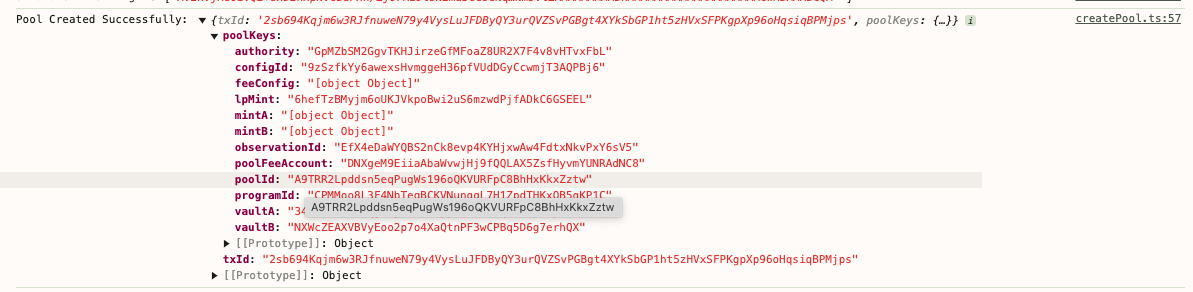 Pool Created Successfully: ▼ {txId: '2sb694Kqjm6w3RJfnuweN79y4VysLuJFDByQY3urQVZSvPGBgt4XYkSbGP1ht5zHVxSFPKgpXp96oHqsiqBPMjps', poolKeys: {…}} i createPool.ts:57
▼ poolKeys:
authority: "GpMZbSM2GgvTKHJirzeGfMFoaZ8UR2X7F4v8vHTvxFbL"
configId: "9zSzfkYy6awexsHvmggeH36pfVUdDGyCcwmjT3AQPBj6"
feeConfig: "[object Object]"
lpMint: "6hefTzBMyjm6oUKJVkpoBwi2uS6mzwdPjfADkC6GSEEL"
mintA: "[object Object]"
mintB: "[object Object]"
observationId: "EfX4eDaWYQBS2nCk8evp4KYHjxwAw4FdtxNkvPxY6sV5"
poolFeeAccount: "DNXgeM9EiiaAbaWvwjHj9fQQLAX5ZsfHyvmYUNRAdNC8"
poolId: "A9TRR2Lpddsn5eqPugWs196oQKVURFpC8BhHxKkxZztw"
programId:
A9TRR2Lpddsn5eqPugWs196oQKVURFpC8BhHxKkxZztw
vaultA: "34
vaultB: "NXWcZEAXVBVyEoo2p7o4XaQtnPF3wCPBq5D6g7erhQX"
▶ [[Prototype]]: Object
txId: "2sb694Kqjm6w3RJfnuweN79y4VysLuJFDByQY3urQVZSvPGBgt4XYkSbGP1ht5zHVxSFPKgpXp96oHqsiqBPMjps"
▶ [[Prototype]]: Object